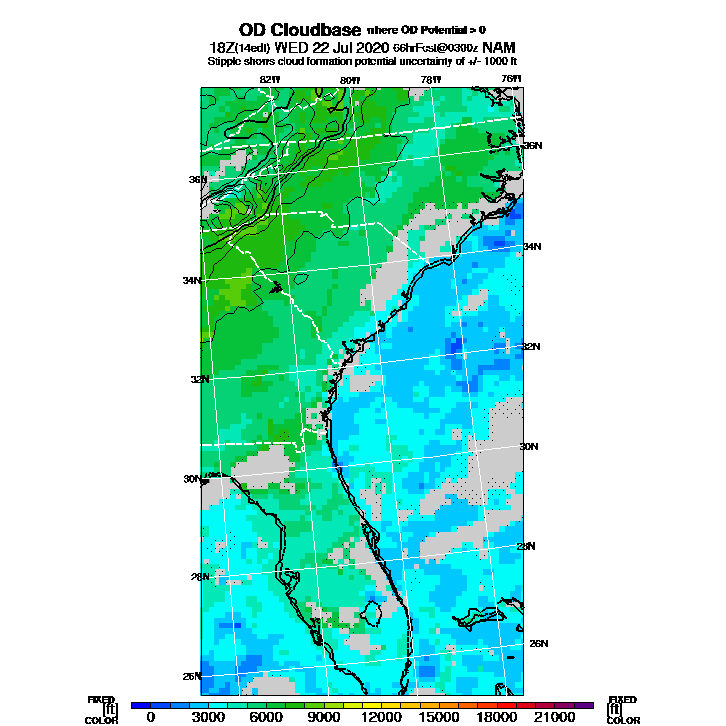 OD Cloudbase where OD Potential > 0
18Z(14edt) WED 22 Jul 2020 66hrFcst@0300z NAM
Stipple shows cloud formation potential uncertainty of +/- 1000 ft
82W 80W 78W 76W
36N 36N
34N 34N
32N 32N
30N 30N
28N 28N
26N 26N
FIXED FIXED
[ft] [ft]
COLOR COLOR
0 3000 6000 9000 12000 15000 18000 21000